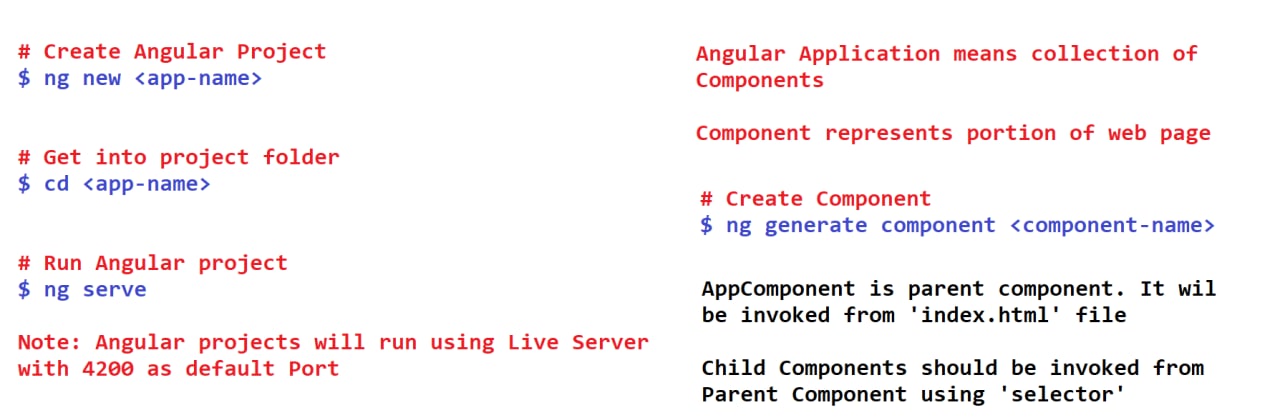 # Create Angular Project
$ ng new <app-name>
# Get into project folder
$ cd <app-name>
# Run Angular project
$ ng serve
Note: Angular projects will run using Live Server
with 4200 as default Port
Angular Application means collection of
Components
Component represents portion of web page
# Create Component
$ ng generate component <component-name>
AppComponent is parent component. It wil
be invoked from 'index.html' file
Child Components should be invoked from
Parent Component using 'selector'